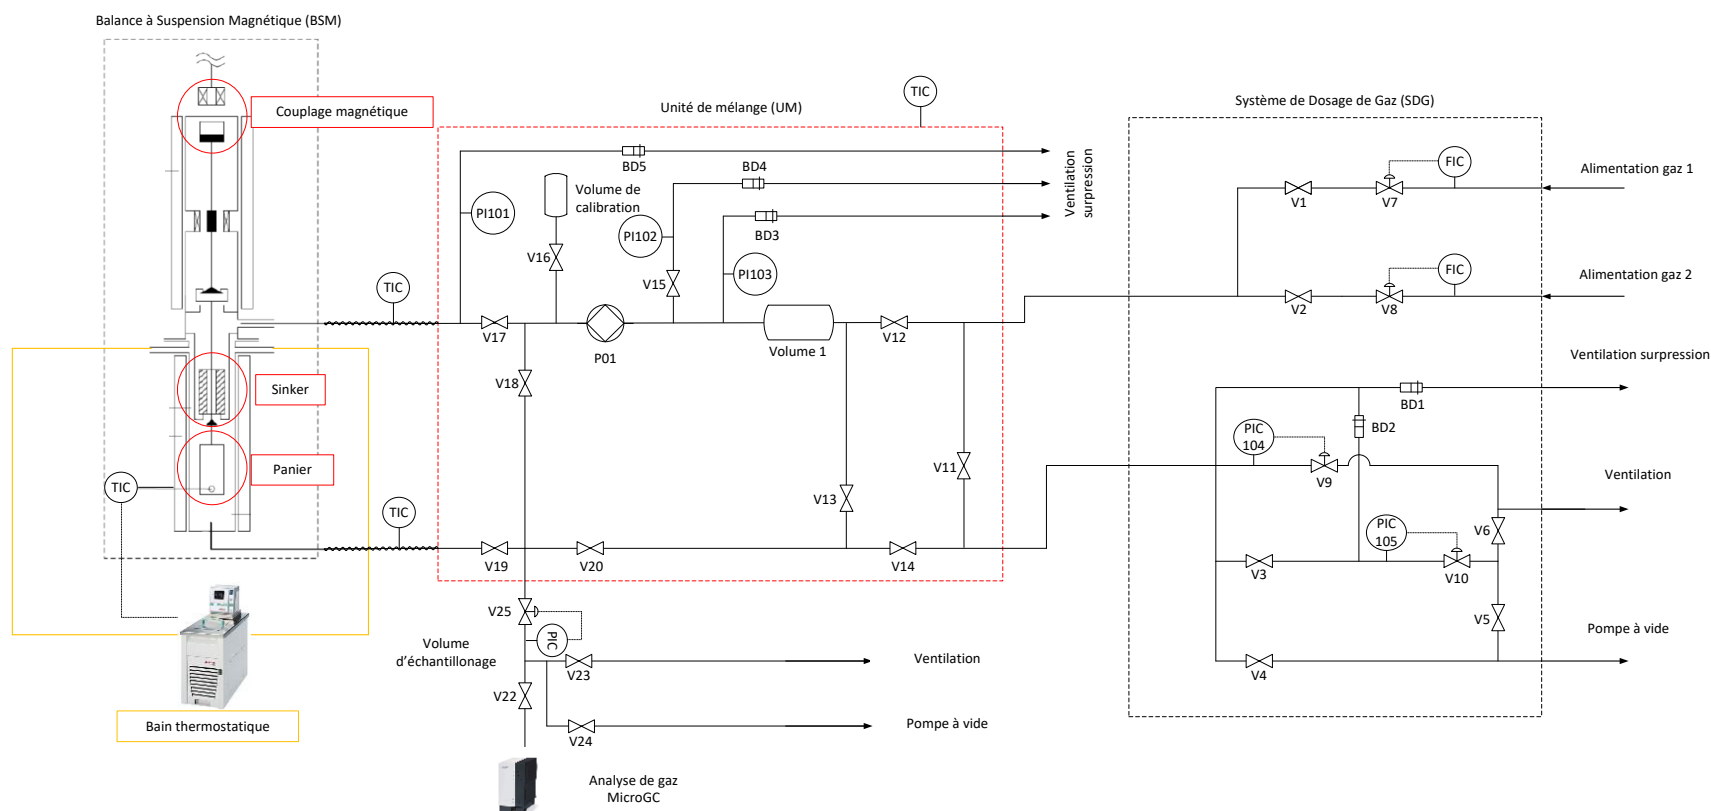 Balance à Suspension Magnétique (BSM)
Couplage magnétique
Sinker
Panier
TIC
Bain thermostatique
TIC
TIC
Unité de mélange (UM)
TIC
BD5
BD4
BD3
Ventilation
surpression
PI101
Volume de
calibration
PI102
PI103
V16
V15
V17
P01
Volume 1
V12
V18
V11
V13
V19
V20
V14
V25
PIC
Volume
d’échantillonage
V23
Ventilation
V22
V24
Pompe à vide
Analyse de gaz
MicroGC
Système de Dosage de Gaz (SDG)
FIC
Alimentation gaz 1
V1
V7
FIC
Alimentation gaz 2
V2
V8
Ventilation surpression
BD1
BD2
PIC
104
V9
Ventilation
V6
PIC
105
V3
V10
V5
Pompe à vide
V4